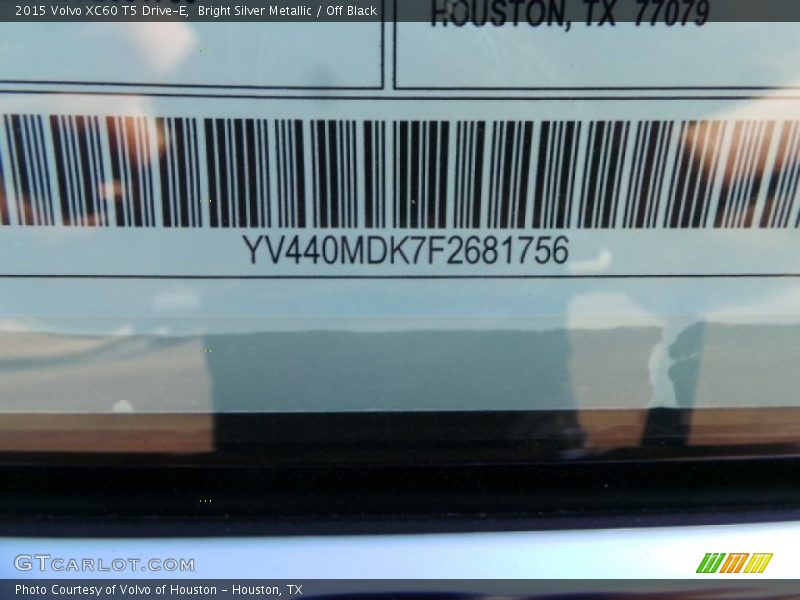 2015 Volvo XC60 T5 Drive-E, Bright Silver Metallic / Off Black
HOUSTON, TX 77079
YV440MDK7F2681756
GTCARLOT.COM
Photo Courtesy of Volvo of Houston - Houston, TX